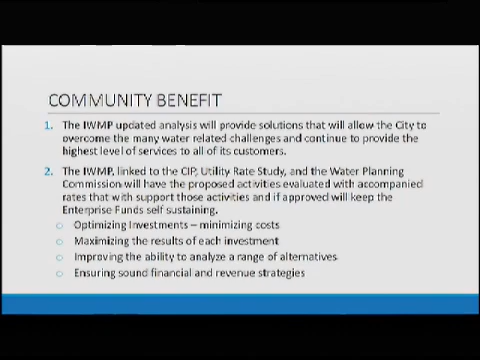 COMMUNITY BENEFIT
1. The IWMP updated analysis will provide solutions that will allow the City to
overcome the many water related challenges and continue to provide the
highest level of services to all of its customers.
2. The IWMP, linked to the CIP, Utility Rate Study, and the Water Planning
Commission will have the proposed activities evaluated with accompanied
rates that with support those activities and if approved will keep the
Enterprise Funds self sustaining.
o Optimizing Investments – minimizing costs
o Maximizing the results of each investment
o Improving the ability to analyze a range of alternatives
o Ensuring sound financial and revenue strategies